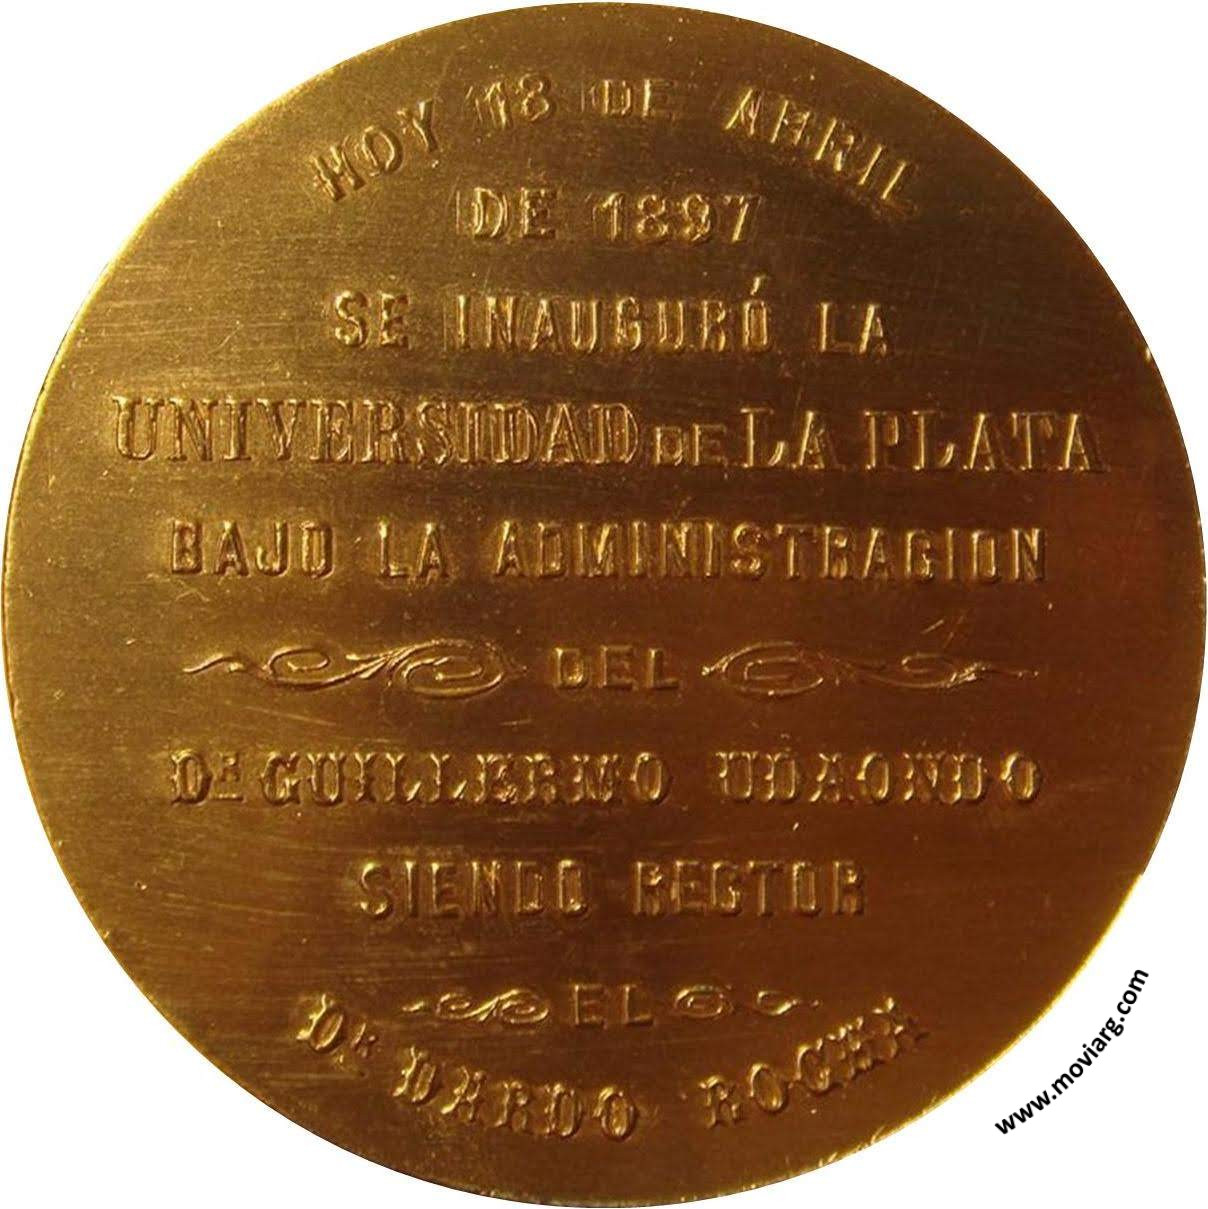 HOY 18 DE ABRIL
DE 1897
SE INAUGURÓ LA
UNIVERSIDAD DE LA PLATA
BAJO LA ADMINISTRACION
DEL
DR GUILLERMO UDAONDO
SIENDO RECTOR
EL
DR DARDO ROCHA
www.moviarg.com